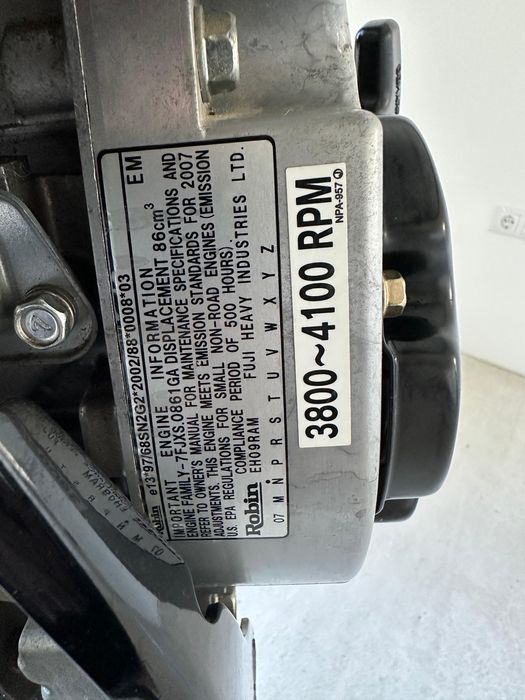 Robin e13*97/68SN2G2*2002/88*0008*03 EM
IMPORTANT ENGINE INFORMATION
ENGINE FAMILY-7FJXS.0861GA DISPLACEMENT 86cm³
REFER TO OWNER'S MANUAL FOR MAINTENANCE SPECIFICATIONS AND
ADJUSTMENTS. THIS ENGINE MEETS EMISSION STANDARDS FOR 2007
U.S. EPA REGULATIONS FOR SMALL NON-ROAD ENGINES (EMISSION
COMPLIANCE PERIOD OF 500 HOURS).
Robin EH09RAM FUJI HEAVY INDUSTRIES LTD.
07 M N P R S T U V W X Y Z
3800~4100 RPM
NPA-957